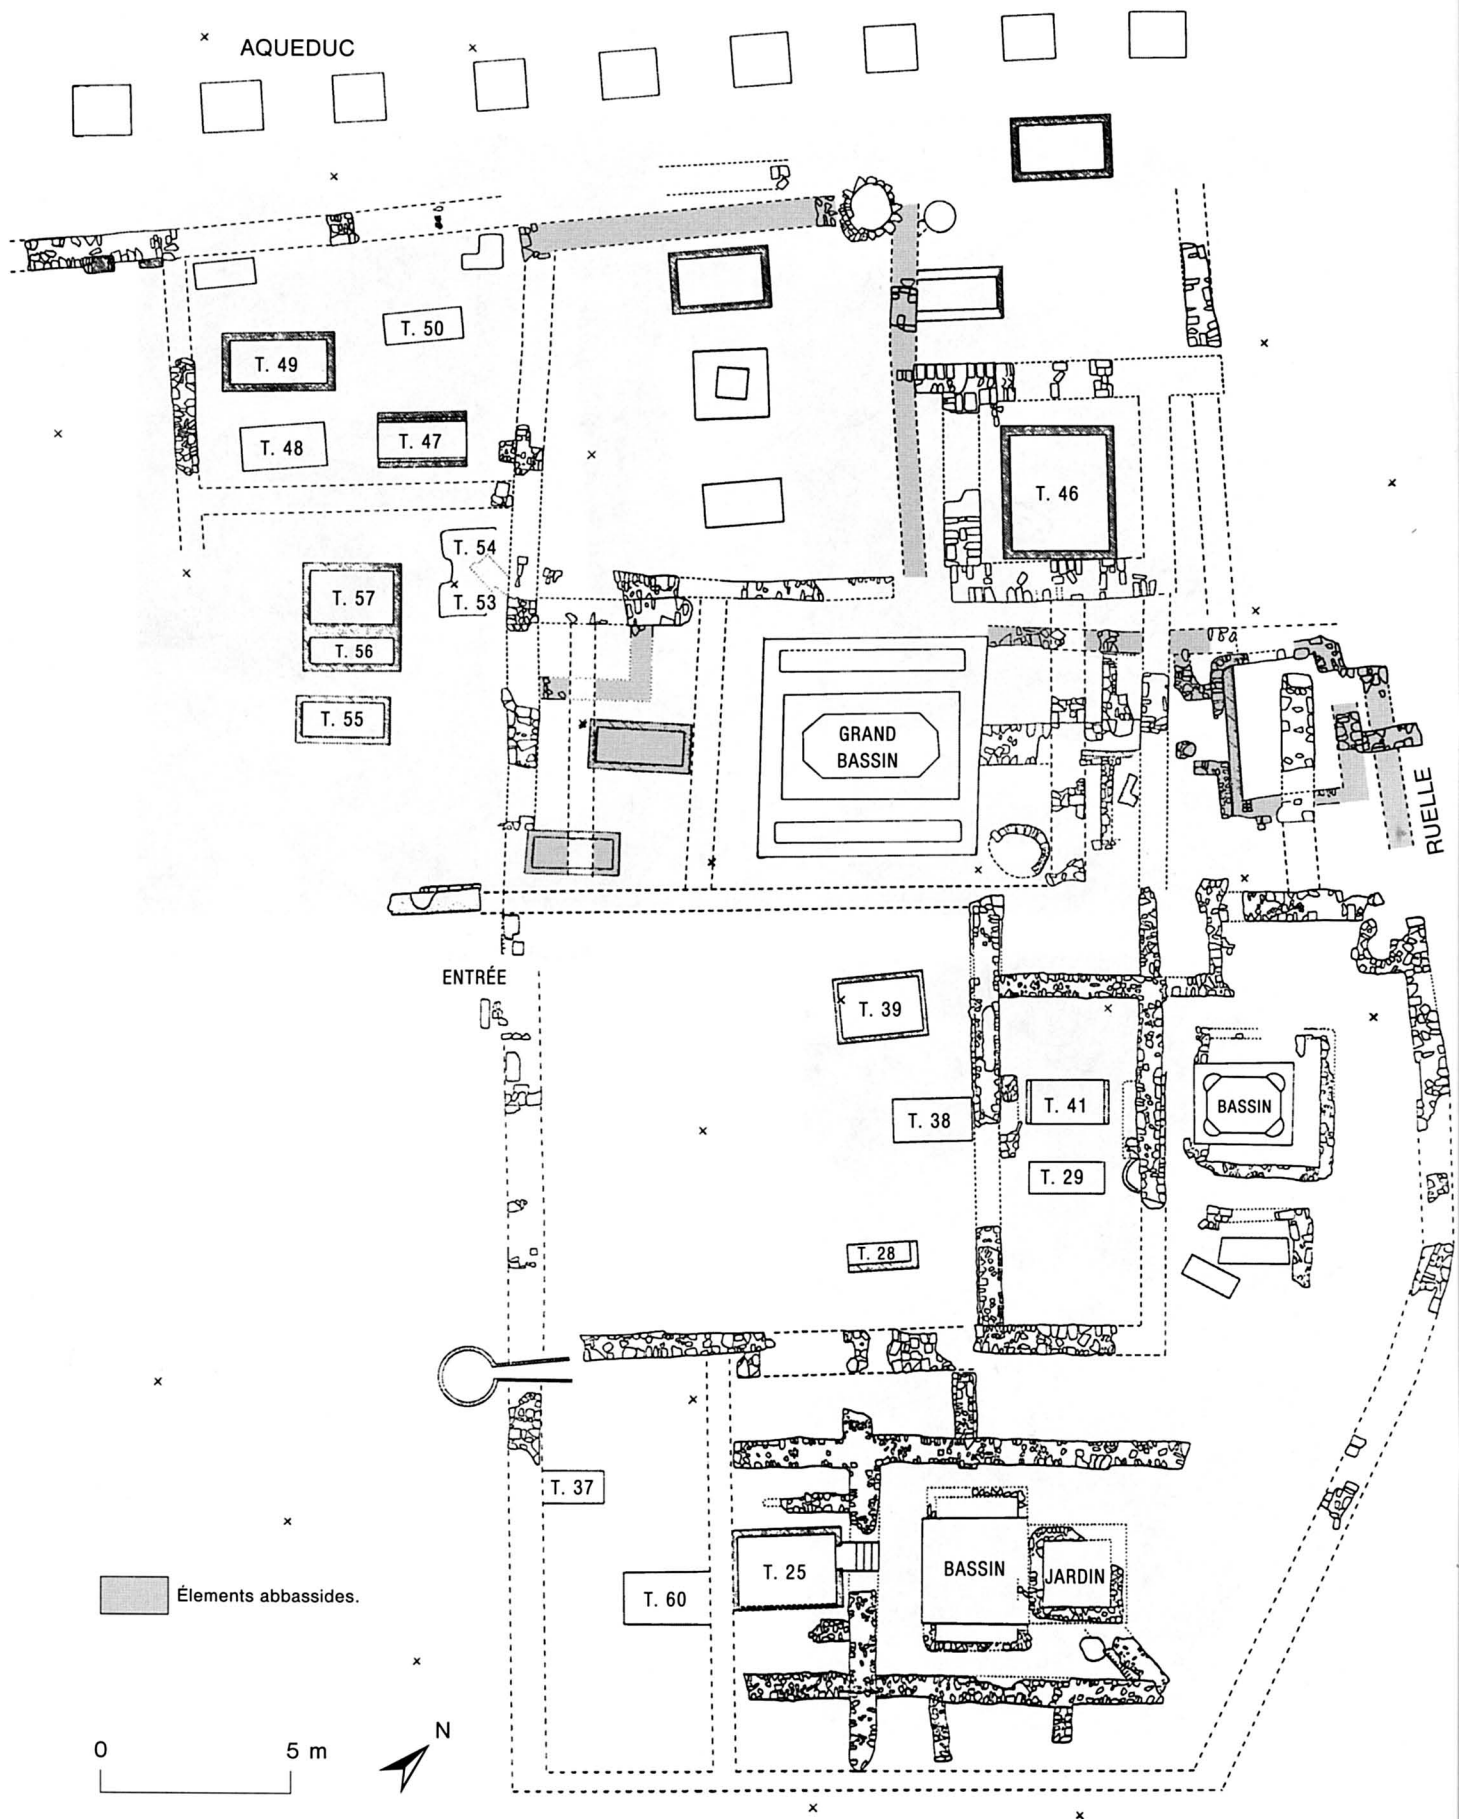 AQUEDUC
T. 50
T. 49
T. 48
T. 47
T. 46
T. 54
T. 53
T. 57
T. 56
T. 55
GRAND
BASSIN
RUELLE
ENTRÉE
T. 39
T. 38
T. 41
T. 29
BASSIN
T. 28
T. 37
T. 25
T. 60
BASSIN
JARDIN
Élements abbassides.
0 5 m
N